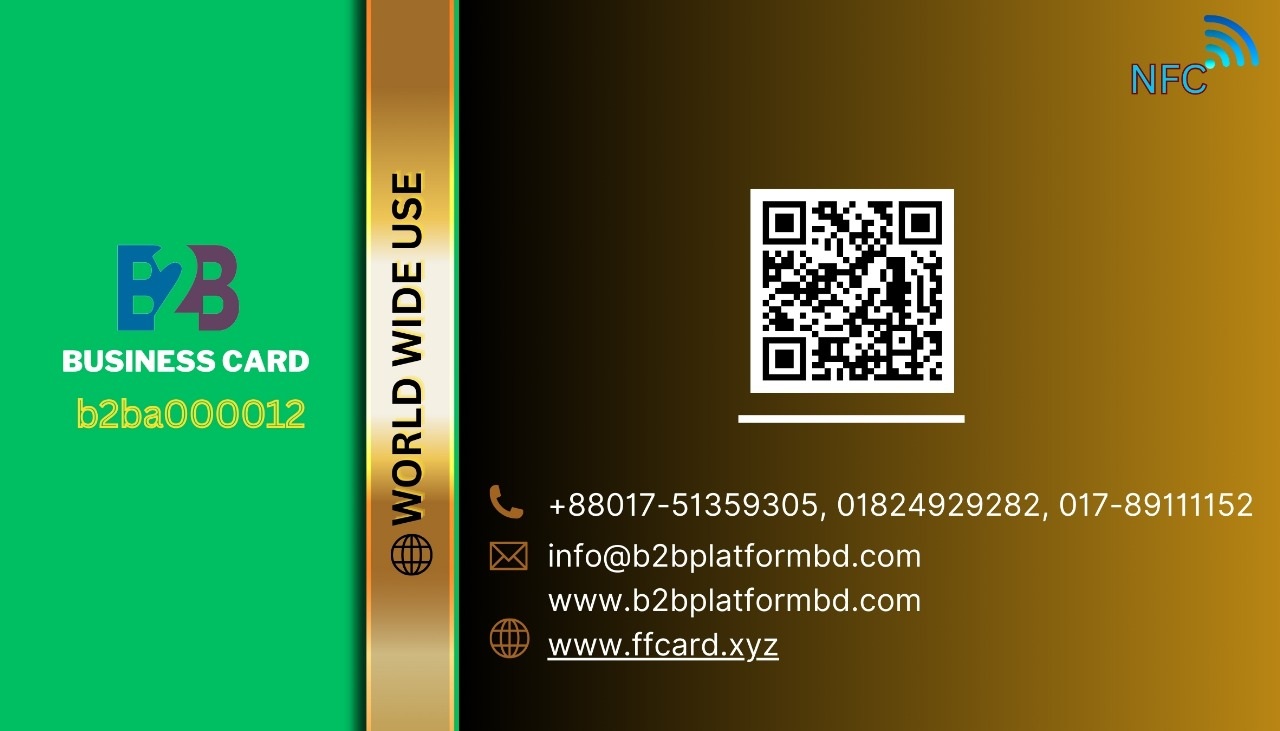 B2B
BUSINESS CARD
b2ba000012
WORLD WIDE USE
NFC
+88017-51359305, 01824929282, 017-89111152
info@b2bplatformbd.com
www.b2bplatformbd.com
www.ffcard.xyz